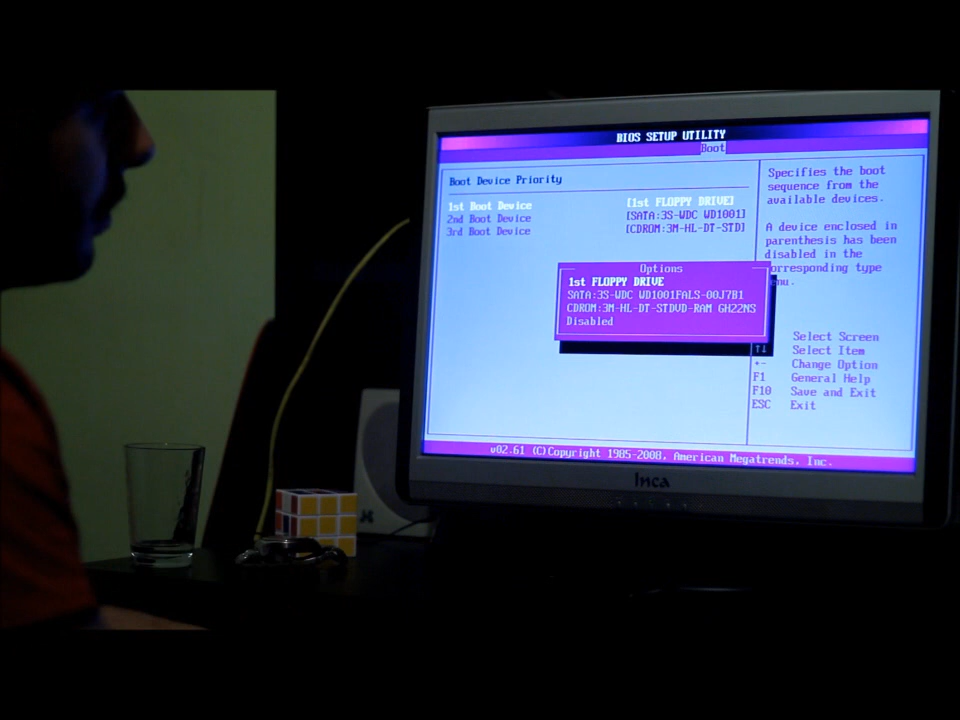 BIOS SETUP UTILITY
Boot
Boot Device Priority
1st Boot Device [1st FLOPPY DRIVE]
2nd Boot Device [SATA:3S-WDC WD1001]
3rd Boot Device [CDROM:3M-HL-DT-STD]
Options
1st FLOPPY DRIVE
SATA:3S-WDC WD1001FALS-00J7B1
CDROM:3M-HL-DT-STDVD-RAM GH22NS
Disabled
Specifies the boot
sequence from the
available devices.
A device enclosed in
parenthesis has been
disabled in the
orresponding type
enu.
Select Screen
↑↓ Select Item
+- Change Option
F1 General Help
F10 Save and Exit
ESC Exit
v02.61 (C)Copyright 1985-2008, American Megatrends, Inc.
Inca